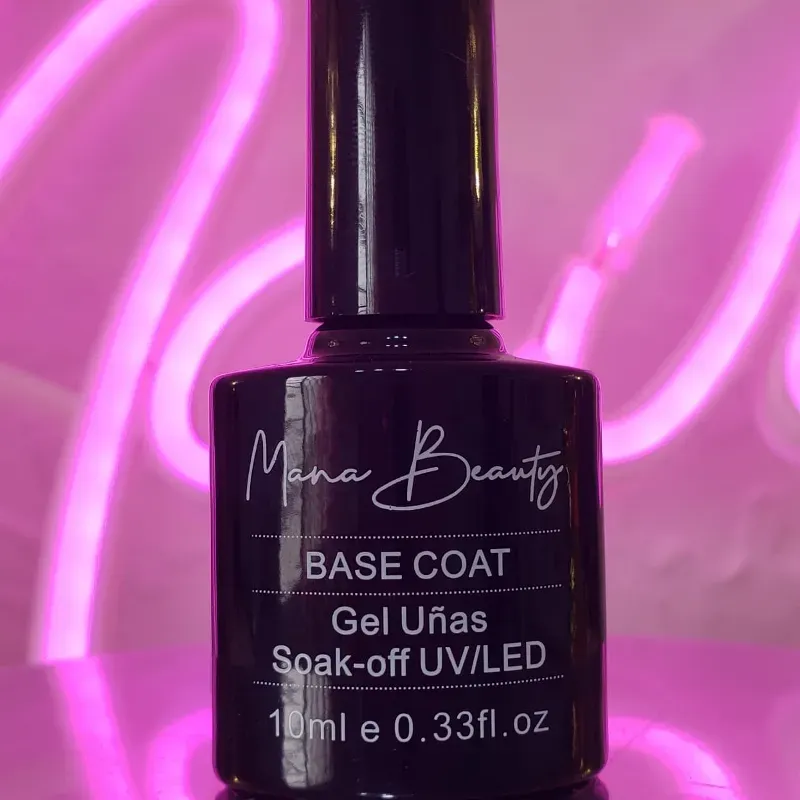 Mana Beauty
BASE COAT
Gel Uñas
Soak-off UV/LED
10ml e 0.33fl.oz